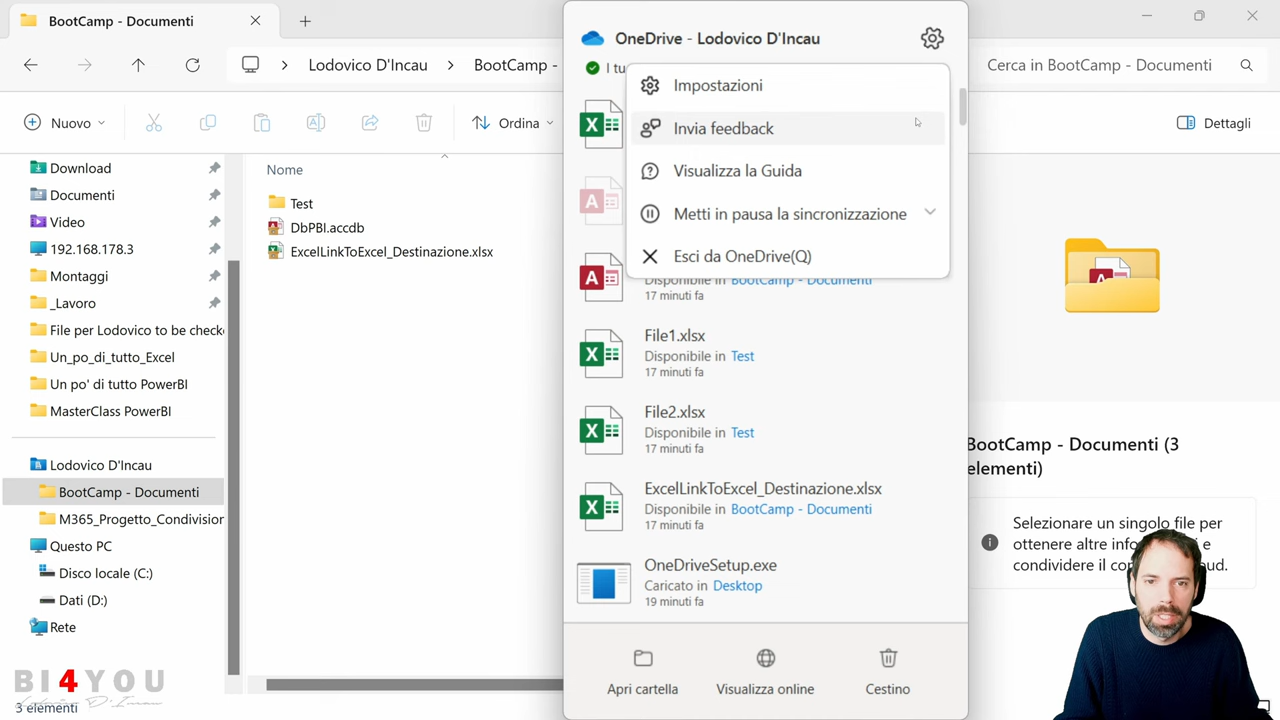 BootCamp - Documenti
Lodovico D'Incau
BootCamp -
Cerca in BootCamp - Documenti
Nuovo
Ordina
Dettagli
Download
Documenti
Video
192.168.178.3
Montaggi
_Lavoro
File per Lodovico to be check
Un_po_di_tutto_Excel
Un po' di tutto PowerBI
MasterClass PowerBI
Lodovico D'Incau
BootCamp - Documenti
M365_Progetto_Condivision
Questo PC
Disco locale (C:)
Dati (D:)
Rete
BI4YOU
Lodovico D'Incau
3 elementi
Nome
Test
DbPBI.accdb
ExcelLinkToExcel_Destinazione.xlsx
OneDrive - Lodovico D'Incau
I tu
Impostazioni
Invia feedback
Visualizza la Guida
Metti in pausa la sincronizzazione
Esci da OneDrive(Q)
Disponibile in BootCamp - Documenti
17 minuti fa
File1.xlsx
Disponibile in Test
17 minuti fa
File2.xlsx
Disponibile in Test
17 minuti fa
ExcelLinkToExcel_Destinazione.xlsx
Disponibile in BootCamp - Documenti
17 minuti fa
OneDriveSetup.exe
Caricato in Desktop
19 minuti fa
Apri cartella
Visualizza online
Cestino
BootCamp - Documenti (3
elementi)
Selezionare un singolo file per
ottenere altre info e
condividere il co ud.